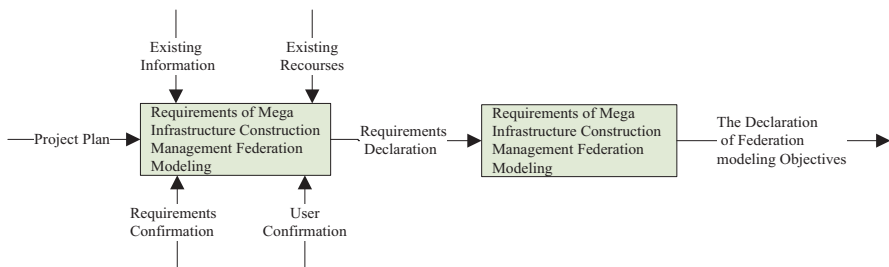 Existing
Information
Existing
Recourses
Project Plan
Requirements of Mega
Infrastructure Construction
Management Federation
Modeling
Requirements
Declaration
Requirements of Mega
Infrastructure Construction
Management Federation
Modeling
The Declaration
of Federation
modeling Objectives
Requirements
Confirmation
User
Confirmation